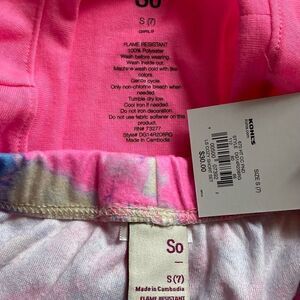 So
S (7)
FLAME RESISTANT
100% Polyester
Wash before wearing.
Wash inside out.
Machine wash cold with like
colors.
Gentle cycle.
Only non-chlorine bleach when
needed.
Tumble dry low.
Cool iron if needed.
Do not dry clean.
Do not use fabric softener on this
product.
RN# 73277
Made in Cambodia
KOHL'S
SIZE S (7)
$30.00
So
S (7)
Made in Cambodia
FLAME RESISTANT